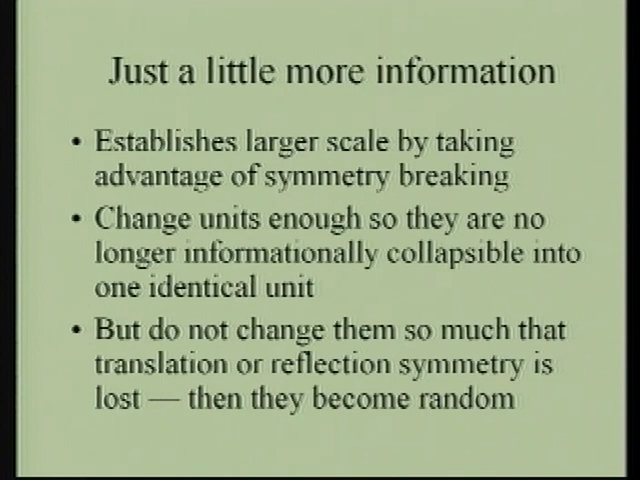 Just a little more information
• Establishes larger scale by taking
advantage of symmetry breaking
• Change units enough so they are no
longer informationally collapsible into
one identical unit
• But do not change them so much that
translation or reflection symmetry is
lost — then they become random